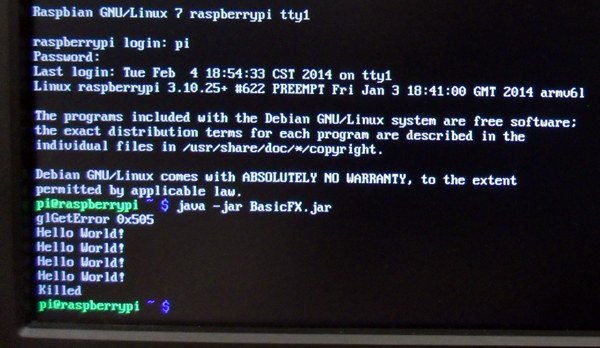 Raspbian GNU/Linux 7 raspberrypi tty1
raspberrypi login: pi
Password:
Last login: Tue Feb  4 18:54:33 CST 2014 on tty1
Linux raspberrypi 3.10.25+ #622 PREEMPT Fri Jan 3 18:41:00 GMT 2014 armv6l
The programs included with the Debian GNU/Linux system are free software;
the exact distribution terms for each program are described in the
individual files in /usr/share/doc/*/copyright.
Debian GNU/Linux comes with ABSOLUTELY NO WARRANTY, to the extent
permitted by applicable law.
pi@raspberrypi ~ $ java -jar BasicFX.jar
glGetError 0x505
Hello World!
Hello World!
Hello World!
Hello World!
Killed
pi@raspberrypi ~ $